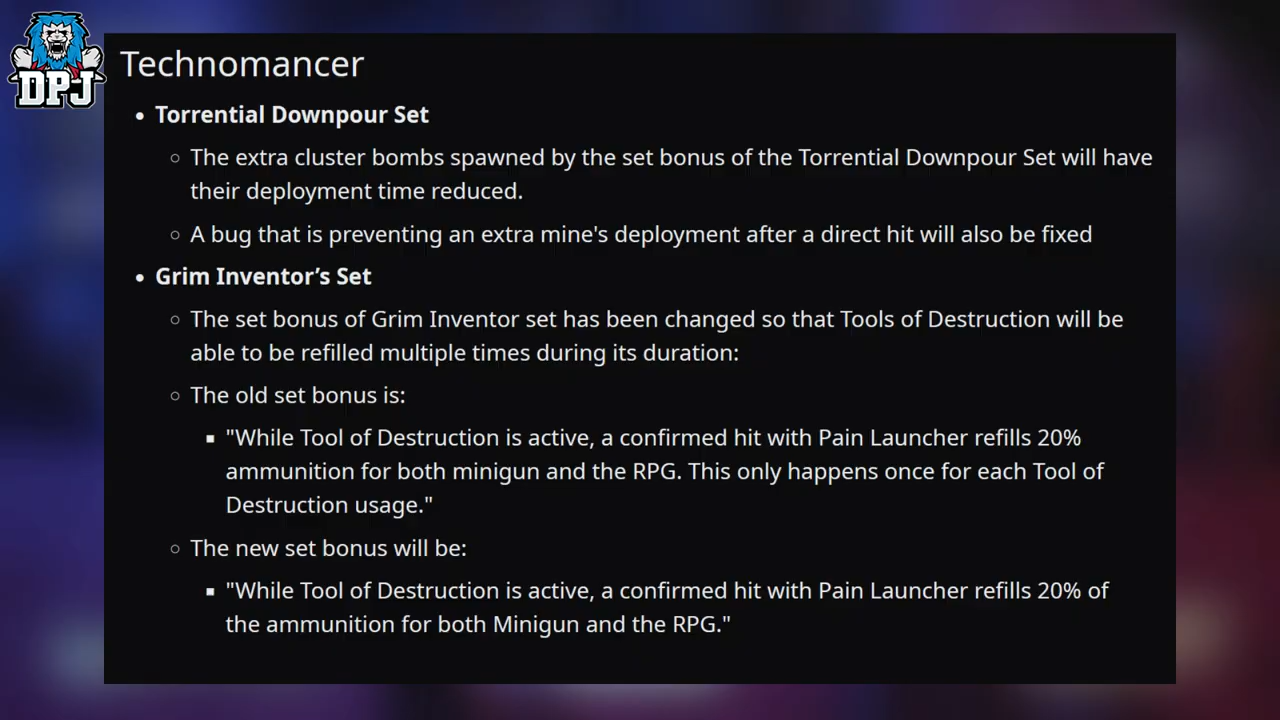 DPJ
Technomancer
• Torrential Downpour Set
○ The extra cluster bombs spawned by the set bonus of the Torrential Downpour Set will have
their deployment time reduced.
○ A bug that is preventing an extra mine's deployment after a direct hit will also be fixed
• Grim Inventor’s Set
○ The set bonus of Grim Inventor set has been changed so that Tools of Destruction will be
able to be refilled multiple times during its duration:
○ The old set bonus is:
▪ "While Tool of Destruction is active, a confirmed hit with Pain Launcher refills 20%
ammunition for both minigun and the RPG. This only happens once for each Tool of
Destruction usage."
○ The new set bonus will be:
▪ "While Tool of Destruction is active, a confirmed hit with Pain Launcher refills 20% of
the ammunition for both Minigun and the RPG."